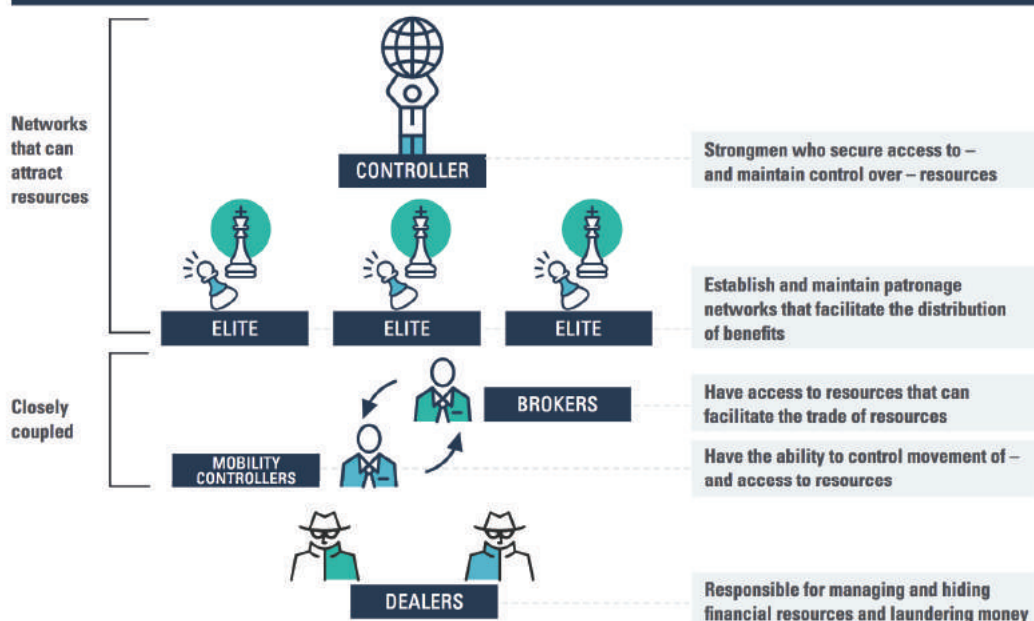 Networks
that can
attract
resources
CONTROLLER
Strongmen who secure access to –
and maintain control over – resources
ELITE
ELITE
ELITE
Establish and maintain patronage
networks that facilitate the distribution
of benefits
Closely
coupled
BROKERS
Have access to resources that can
facilitate the trade of resources
MOBILITY
CONTROLLERS
Have the ability to control movement of –
and access to resources
DEALERS
Responsible for managing and hiding
financial resources and laundering money